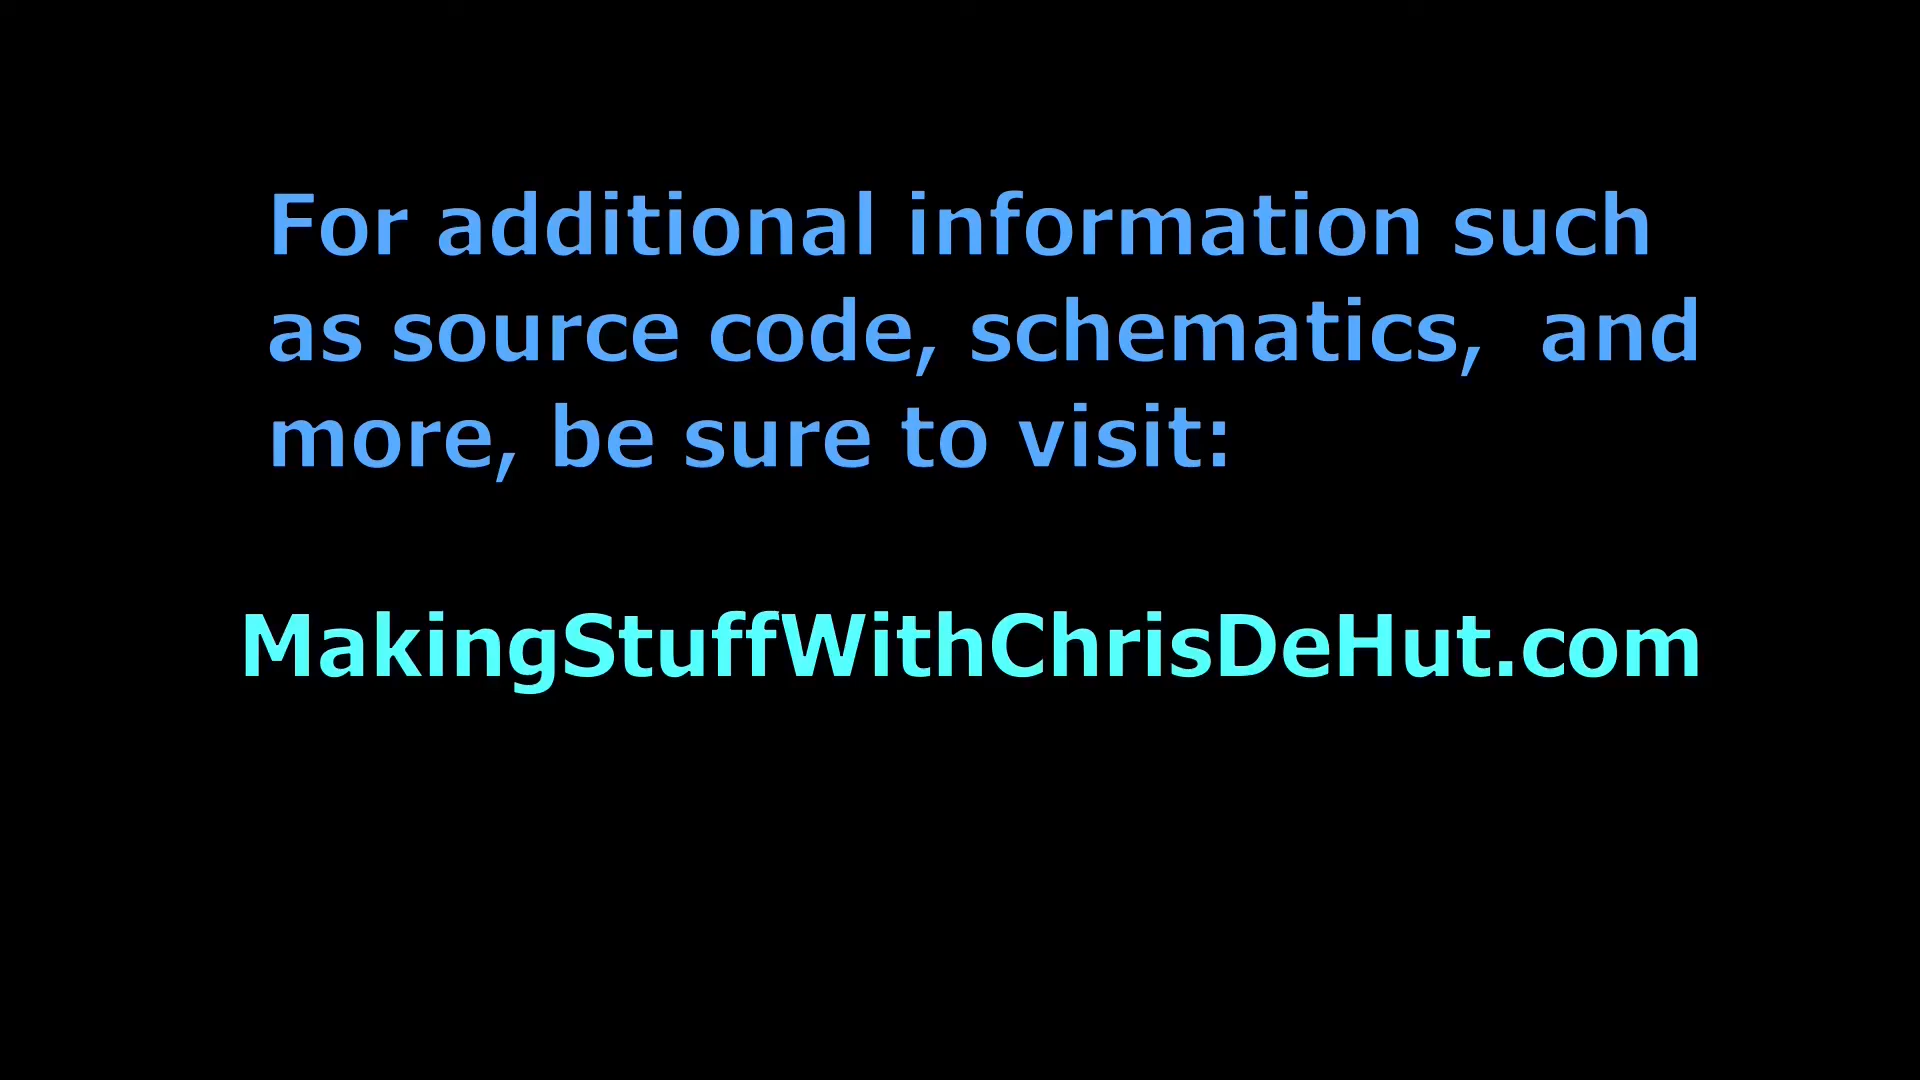 For additional information such
as source code, schematics,  and
more, be sure to visit:
MakingStuffWithChrisDeHut.com